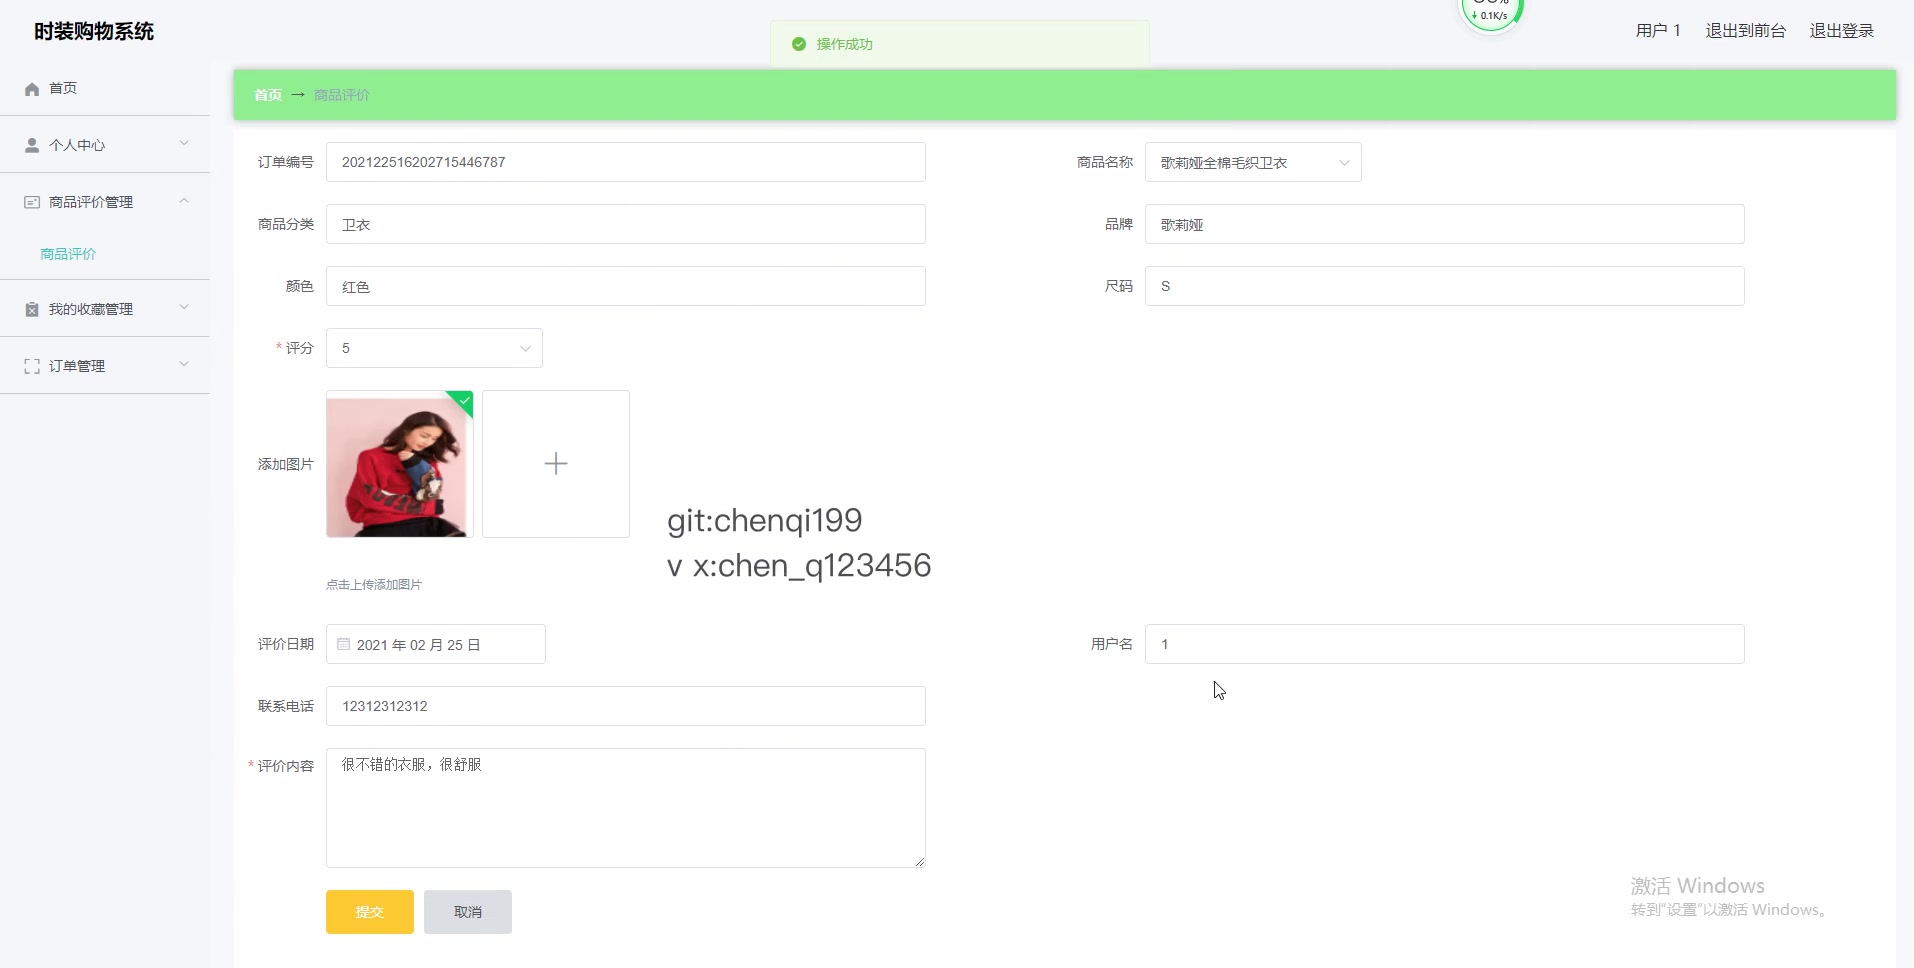 时装购物系统
操作成功
0.1K/s
用户 1 退出到前台 退出登录
首页
个人中心
商品评价管理
商品评价
我的收藏管理
订单管理
首页 → 商品评价
订单编号 202122516202715446787
商品名称 歌莉娅全棉毛织卫衣
商品分类 卫衣
品牌 歌莉娅
颜色 红色
尺码 S
* 评分 5
添加图片
git:chenqi199
v x:chen_q123456
点击上传添加图片
评价日期 2021 年 02 月 25 日
用户名 1
联系电话 12312312312
* 评价内容 很不错的衣服，很舒服
提交 取消
激活 Windows
转到"设置"以激活 Windows。